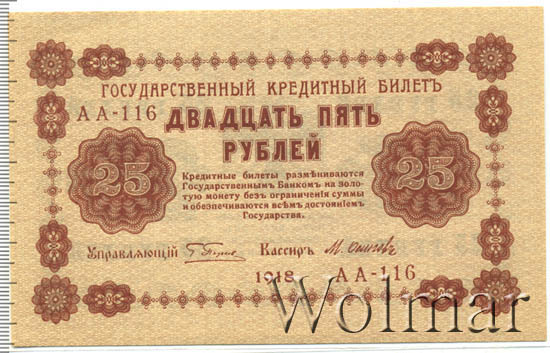 ГОСУДАРСТВЕННЫЙ КРЕДИТНЫЙ БИЛЕТЪ
АА-116
ДВАДЦАТЬ ПЯТЬ
РУБЛЕЙ
25
25
Кредитные билеты размѣниваются
Государственнымъ Банкомъ на золо-
тую монету безъ ограниченія суммы
и обезпечиваются всѣмъ достояніемъ
Государства.
Управляющій
Кассиръ
1918
АА-116
Wolmar